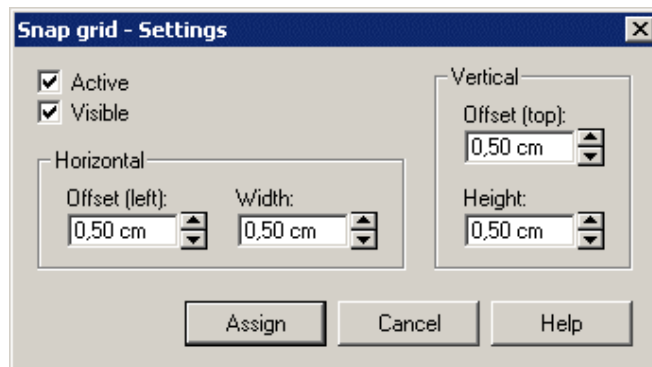 Snap grid - Settings
Active
Visible
Horizontal
Offset (left):
Width:
0,50 cm
0,50 cm
Vertical
Offset (top):
0,50 cm
Height:
0,50 cm
Assign
Cancel
Help